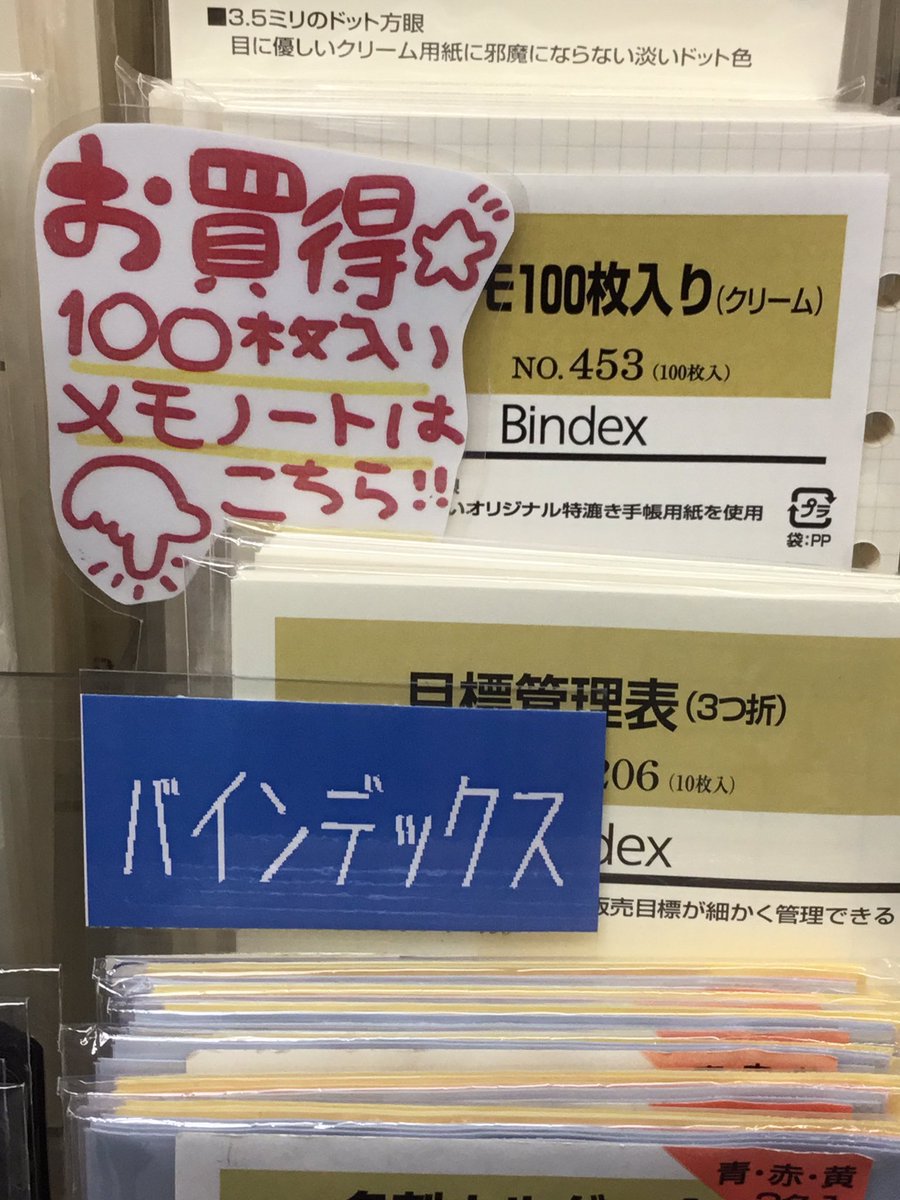 ■3.5ミリのドット方眼
目に優しいクリーム用紙に邪魔にならない淡いドット色
お買得
100枚入り
メモノートは
こちら!!
モ100枚入り(クリーム)
NO.453(100枚入)
Bindex
いオリジナル特漉き手帳用紙を使用
プラ
袋:PP
目標管理表(3つ折)
206(10枚入)
dex
販売目標が細かく管理できる
バインデックス
青・赤・黄